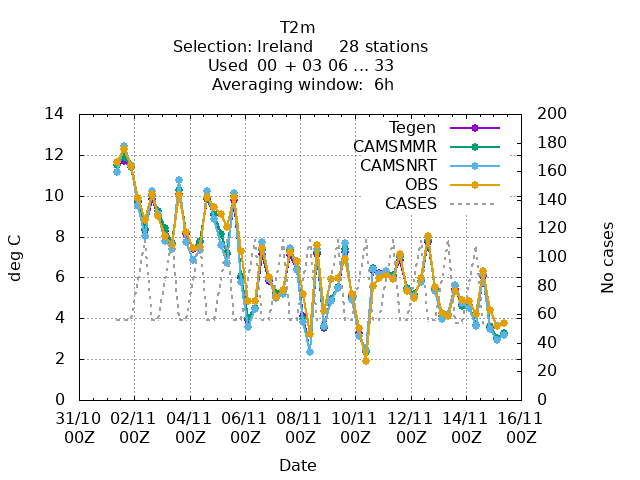 T2m
Selection: Ireland 28 stations
Used 00 + 03 06 ... 33
Averaging window: 6h
14 200
12 180
10 160
8 140
6 120
4 100
2 80
0 60
40
20
0
deg C
No cases
Tegen
CAMSMMR
CAMSNRT
OBS
CASES
31/10 02/11 04/11 06/11 08/11 10/11 12/11 14/11 16/11
00Z 00Z 00Z 00Z 00Z 00Z 00Z 00Z 00Z
Date